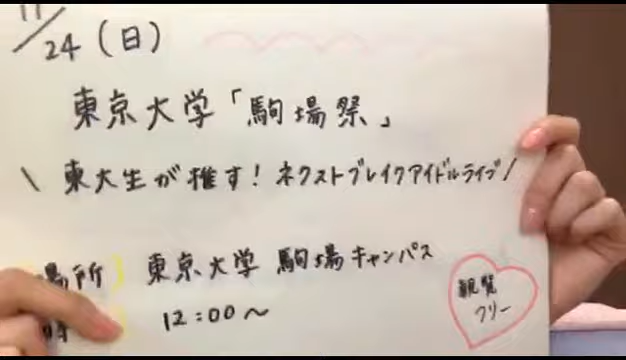 11/24(日)
東京大学「駒場祭」
\ 東大生が推す！ネクストブレイクアイドルライブ /
場所 東京大学 駒場キャンパス
時 12:00〜
観覧
フリー